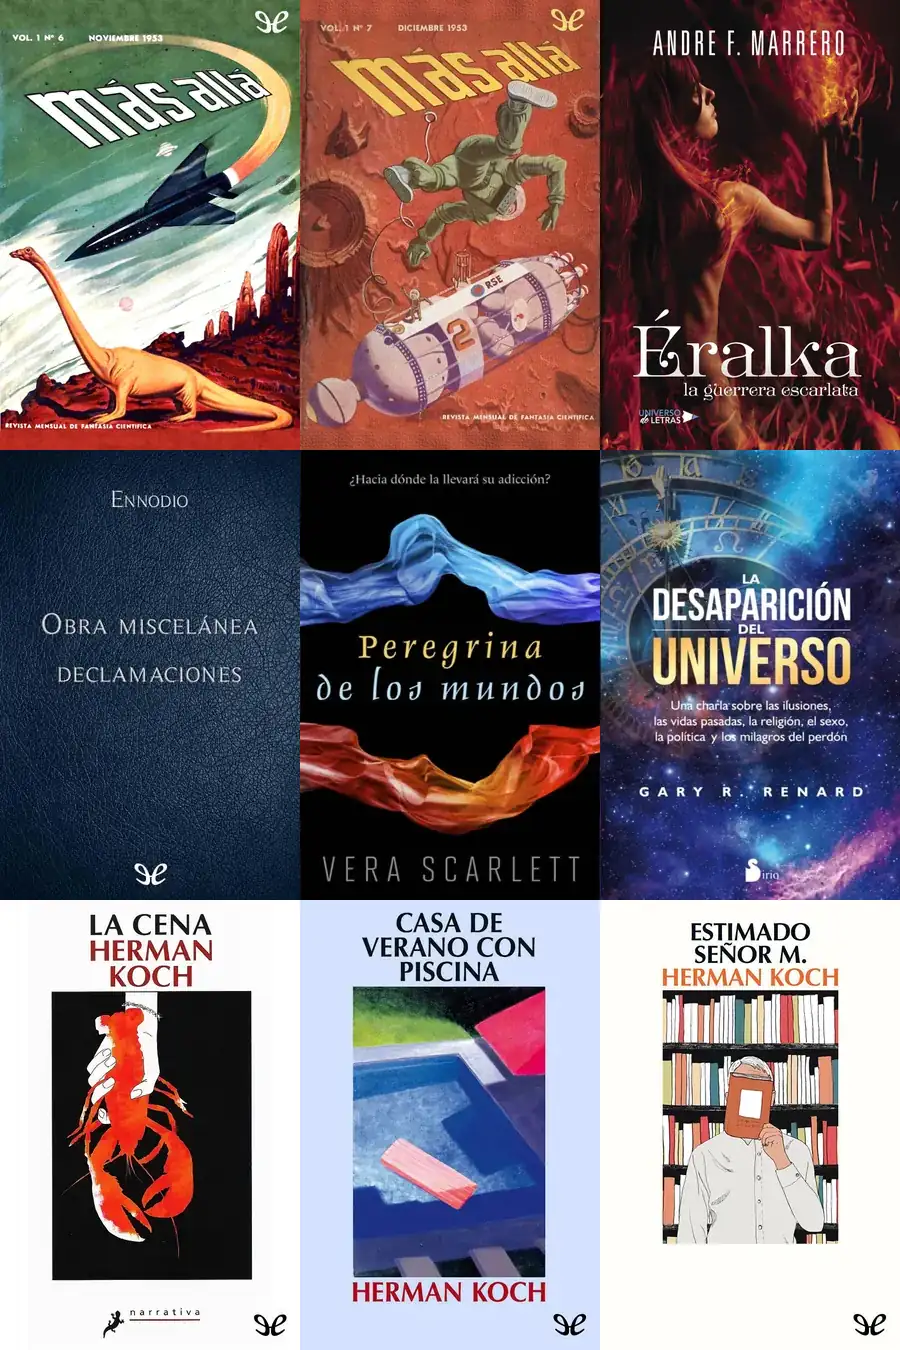 VOL. 1 Nº 6 NOVIEMBRE 1953
más allá
REVISTA MENSUAL DE FANTASIA CIENTIFICA
VOL. 1 Nº 7 DICIEMBRE 1953
más allá
RSE
2
REVISTA MENSUAL DE FANTASIA CIENTIFICA
ANDRE F. MARRERO
Éralka
la guerrera escarlata
UNIVERSO
de LETRAS
ENNODIO
OBRA MISCELÁNEA
DECLAMACIONES
¿Hacia dónde la llevará su adicción?
Peregrina
de los mundos
VERA SCARLETT
LA
DESAPARICIÓN
DEL
UNIVERSO
Una charla sobre las ilusiones,
las vidas pasadas, la religión, el sexo,
la política y los milagros del perdón
GARY R. RENARD
Sirio
LA CENA
HERMAN
KOCH
narrativa
CASA DE
VERANO CON
PISCINA
HERMAN KOCH
ESTIMADO
SEÑOR M.
HERMAN KOCH